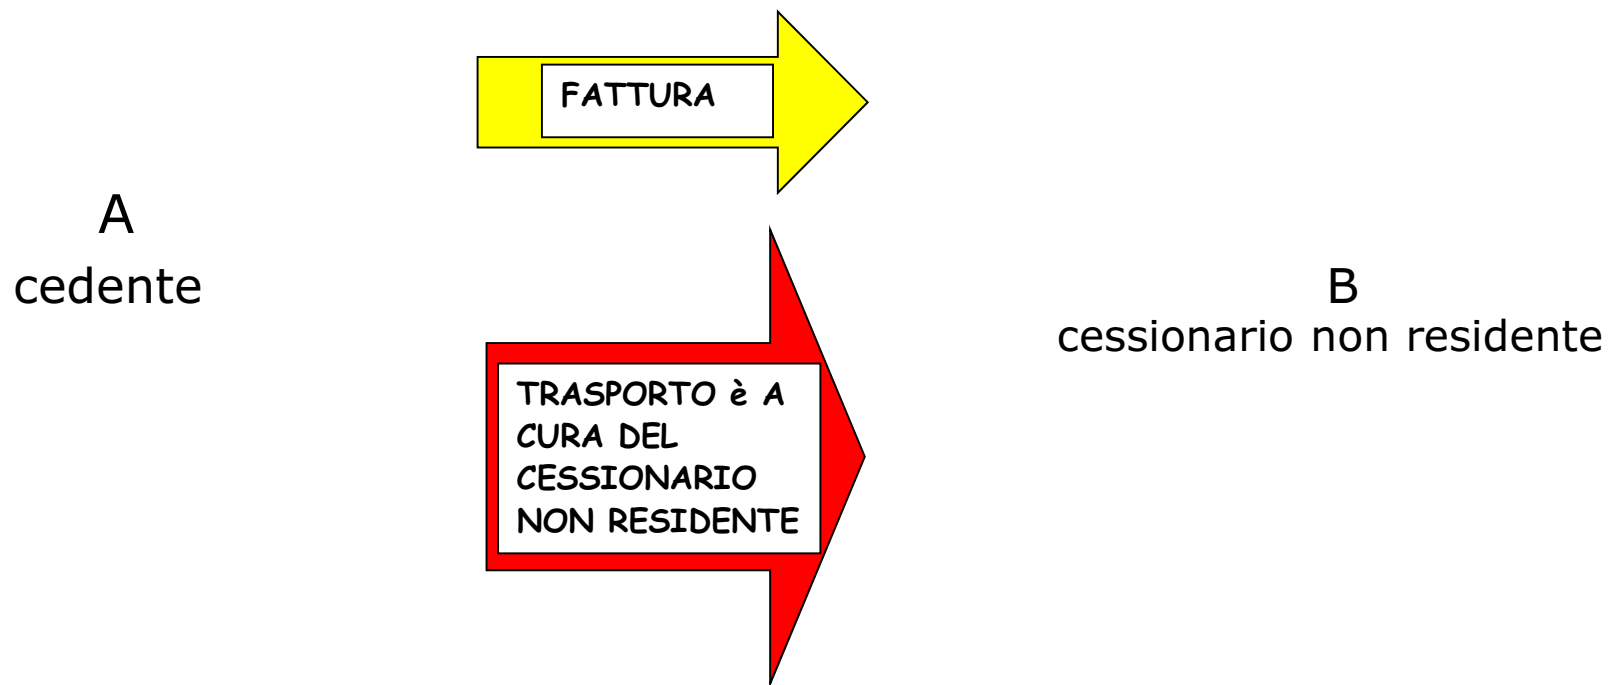 FATTURA
A
cedente
B
cessionario non residente
TRASPORTO è A
CURA DEL
CESSIONARIO
NON RESIDENTE